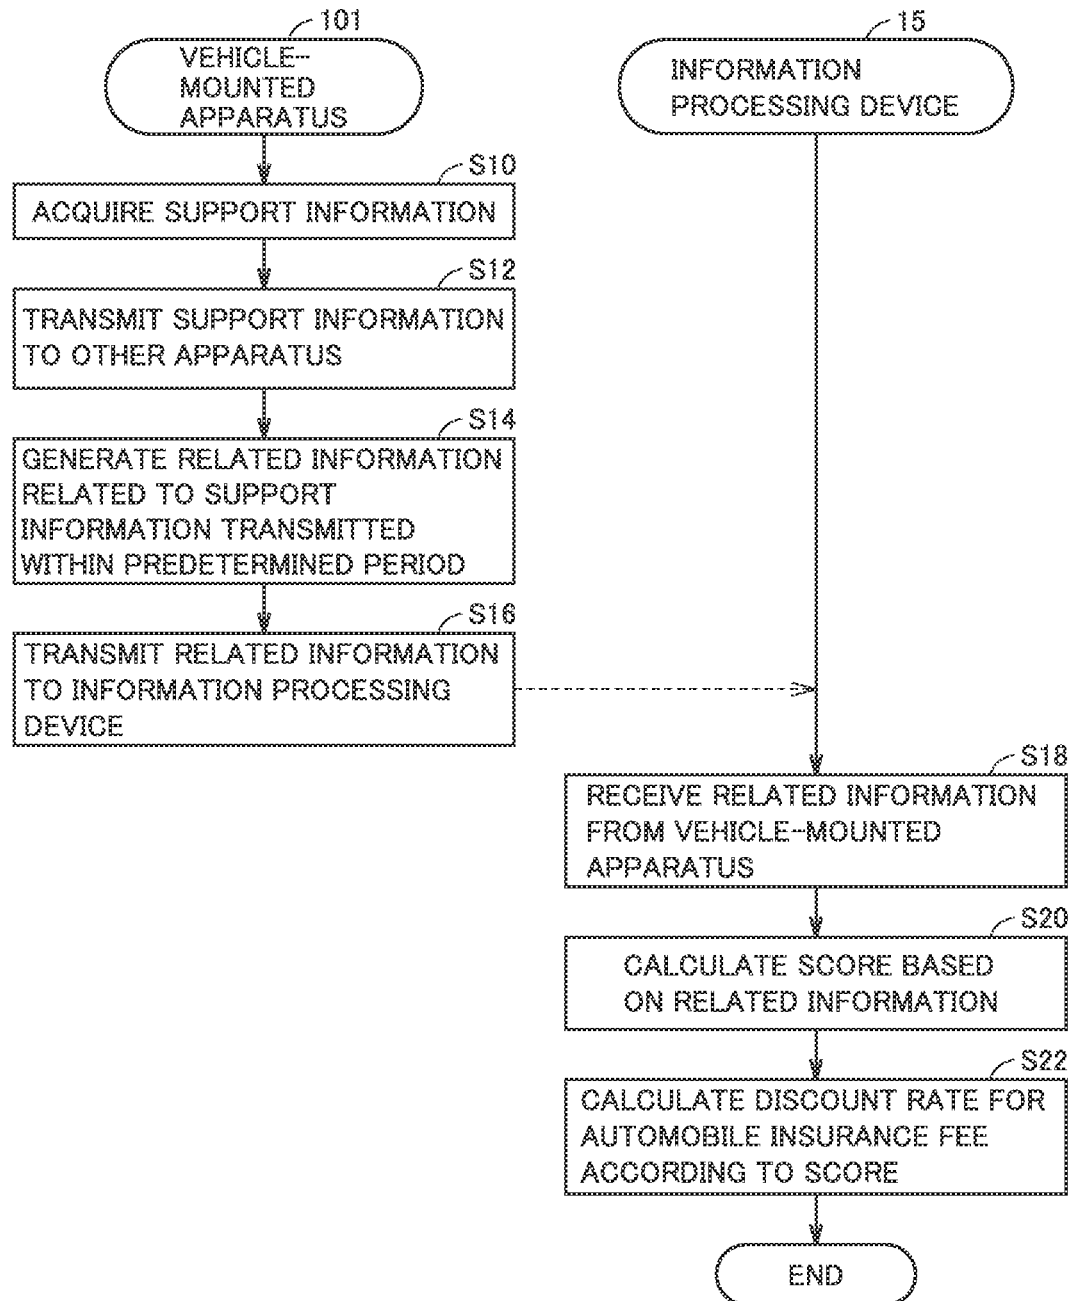 101
VEHICLE-
MOUNTED
APPARATUS
15
INFORMATION
PROCESSING DEVICE
S10
ACQUIRE SUPPORT INFORMATION
S12
TRANSMIT SUPPORT INFORMATION
TO OTHER APPARATUS
S14
GENERATE RELATED INFORMATION
RELATED TO SUPPORT
INFORMATION TRANSMITTED
WITHIN PREDETERMINED PERIOD
S16
TRANSMIT RELATED INFORMATION
TO INFORMATION PROCESSING
DEVICE
S18
RECEIVE RELATED INFORMATION
FROM VEHICLE-MOUNTED
APPARATUS
S20
CALCULATE SCORE BASED
ON RELATED INFORMATION
S22
CALCULATE DISCOUNT RATE FOR
AUTOMOBILE INSURANCE FEE
ACCORDING TO SCORE
END